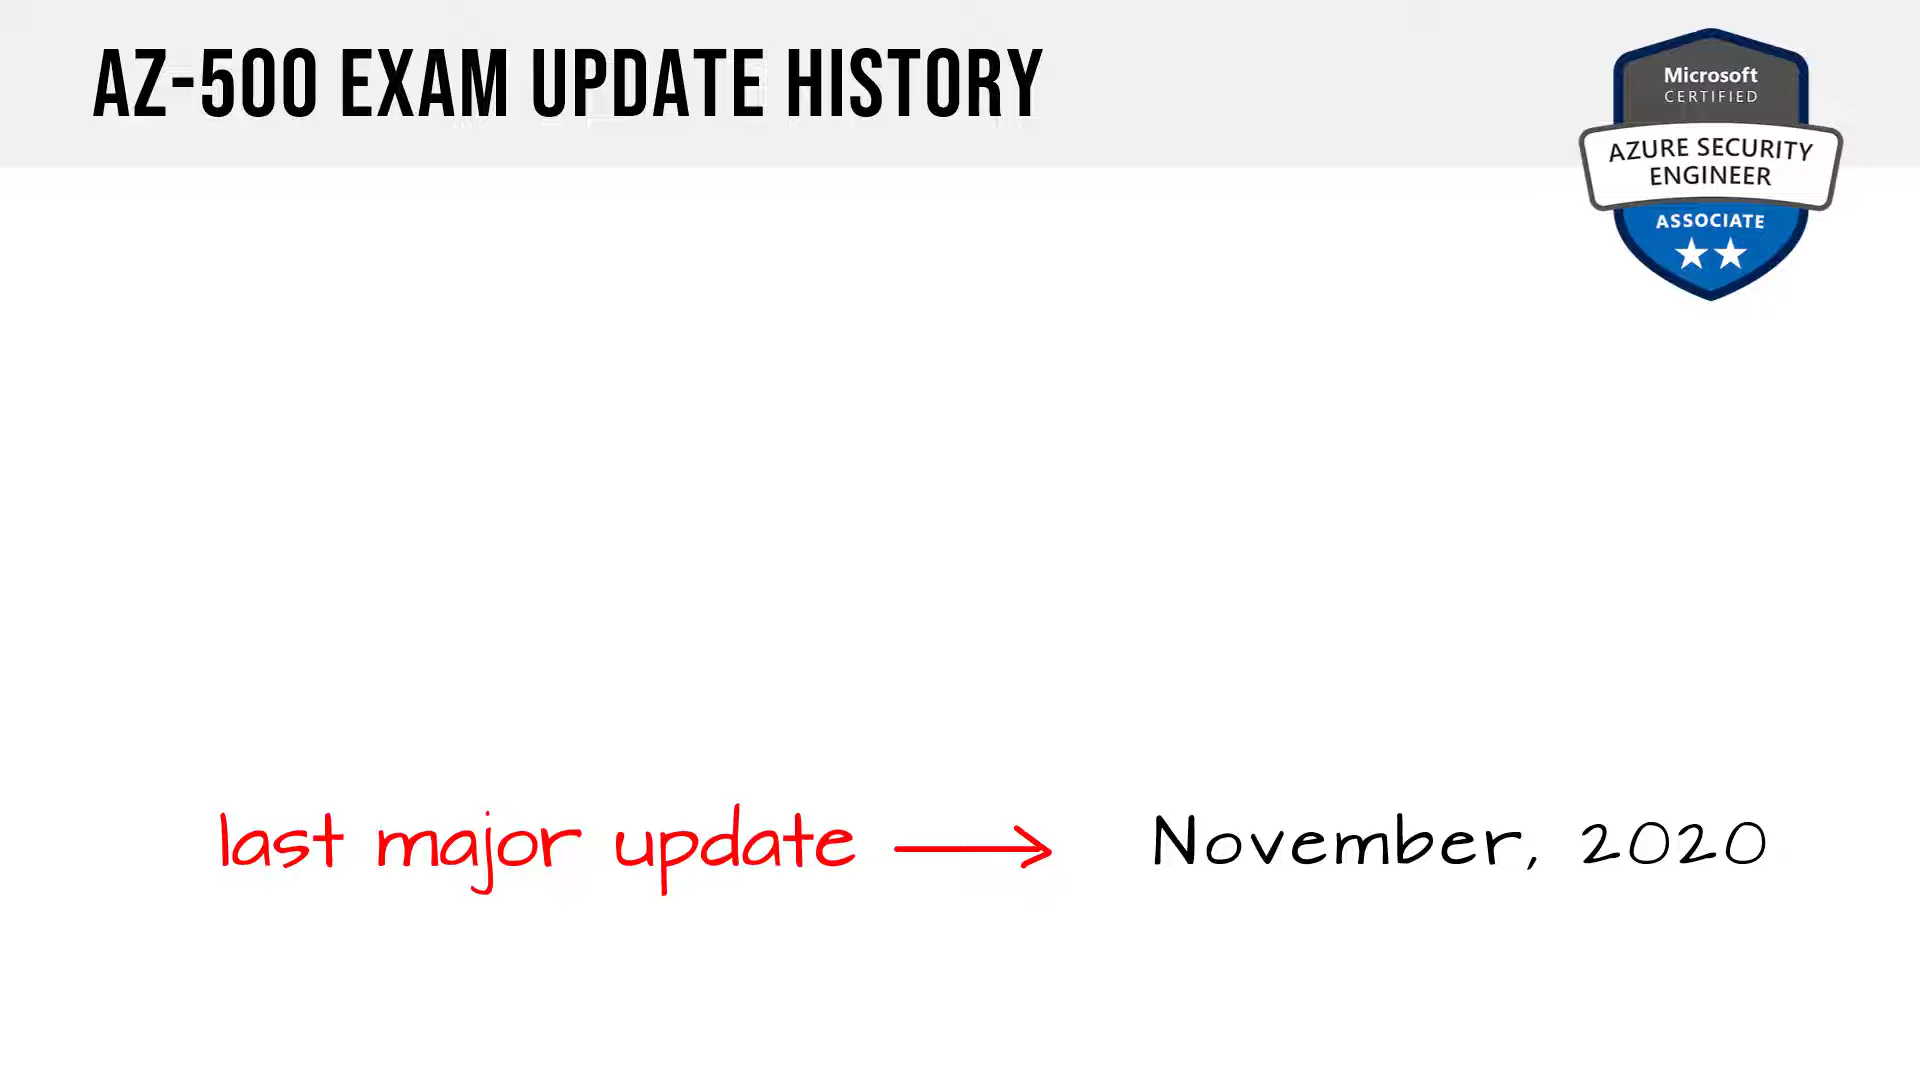 AZ-500 EXAM UPDATE HISTORY
Microsoft
CERTIFIED
AZURE SECURITY
ENGINEER
ASSOCIATE
last major update → November, 2020